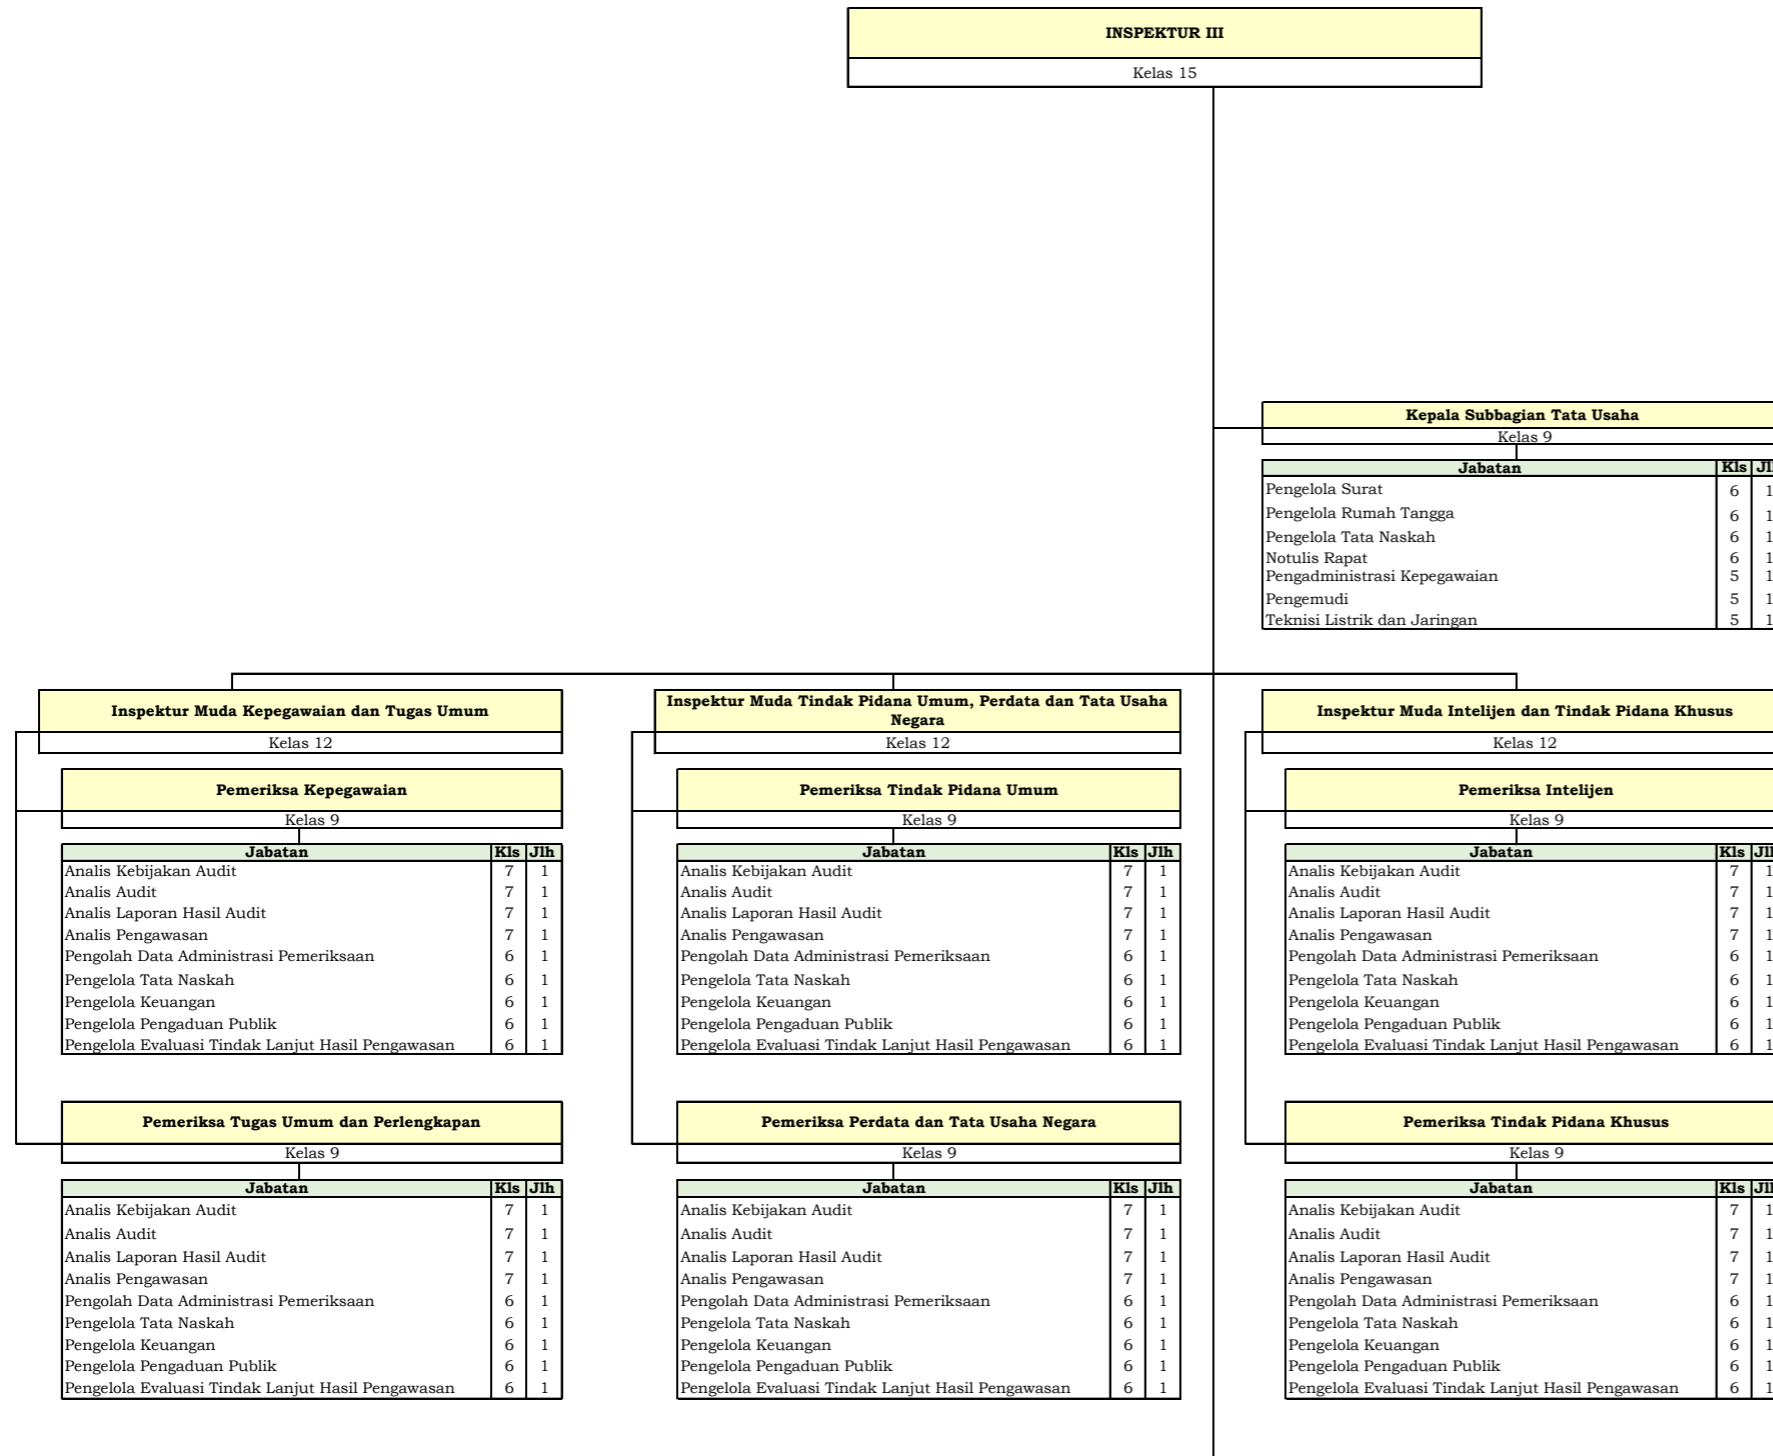 INSPEKTUR III
Kelas 15
Kepala Subbagian Tata Usaha
Kelas 9
Jabatan Kls Jl
Pengelola Surat 6 1
Pengelola Rumah Tangga 6 1
Pengelola Tata Naskah 6 1
Notulis Rapat 6 1
Pengadministrasi Kepegawaian 5 1
Pengemudi 5 1
Teknisi Listrik dan Jaringan 5 1
Inspektur Muda Kepegawaian dan Tugas Umum
Kelas 12
Pemeriksa Kepegawaian
Kelas 9
Jabatan Kls Jlh
Analis Kebijakan Audit 7 1
Analis Audit 7 1
Analis Laporan Hasil Audit 7 1
Analis Pengawasan 7 1
Pengolah Data Administrasi Pemeriksaan 6 1
Pengelola Tata Naskah 6 1
Pengelola Keuangan 6 1
Pengelola Pengaduan Publik 6 1
Pengelola Evaluasi Tindak Lanjut Hasil Pengawasan 6 1
Pemeriksa Tugas Umum dan Perlengkapan
Kelas 9
Jabatan Kls Jlh
Analis Kebijakan Audit 7 1
Analis Audit 7 1
Analis Laporan Hasil Audit 7 1
Analis Pengawasan 7 1
Pengolah Data Administrasi Pemeriksaan 6 1
Pengelola Tata Naskah 6 1
Pengelola Keuangan 6 1
Pengelola Pengaduan Publik 6 1
Pengelola Evaluasi Tindak Lanjut Hasil Pengawasan 6 1
Inspektur Muda Tindak Pidana Umum, Perdata dan Tata Usaha
Negara
Kelas 12
Pemeriksa Tindak Pidana Umum
Kelas 9
Jabatan Kls Jlh
Analis Kebijakan Audit 7 1
Analis Audit 7 1
Analis Laporan Hasil Audit 7 1
Analis Pengawasan 7 1
Pengolah Data Administrasi Pemeriksaan 6 1
Pengelola Tata Naskah 6 1
Pengelola Keuangan 6 1
Pengelola Pengaduan Publik 6 1
Pengelola Evaluasi Tindak Lanjut Hasil Pengawasan 6 1
Pemeriksa Perdata dan Tata Usaha Negara
Kelas 9
Jabatan Kls Jlh
Analis Kebijakan Audit 7 1
Analis Audit 7 1
Analis Laporan Hasil Audit 7 1
Analis Pengawasan 7 1
Pengolah Data Administrasi Pemeriksaan 6 1
Pengelola Tata Naskah 6 1
Pengelola Keuangan 6 1
Pengelola Pengaduan Publik 6 1
Pengelola Evaluasi Tindak Lanjut Hasil Pengawasan 6 1
Inspektur Muda Intelijen dan Tindak Pidana Khusus
Kelas 12
Pemeriksa Intelijen
Kelas 9
Jabatan Kls Jl
Analis Kebijakan Audit 7 1
Analis Audit 7 1
Analis Laporan Hasil Audit 7 1
Analis Pengawasan 7 1
Pengolah Data Administrasi Pemeriksaan 6 1
Pengelola Tata Naskah 6 1
Pengelola Keuangan 6 1
Pengelola Pengaduan Publik 6 1
Pengelola Evaluasi Tindak Lanjut Hasil Pengawasan 6 1
Pemeriksa Tindak Pidana Khusus
Kelas 9
Jabatan Kls Jl
Analis Kebijakan Audit 7 1
Analis Audit 7 1
Analis Laporan Hasil Audit 7 1
Analis Pengawasan 7 1
Pengolah Data Administrasi Pemeriksaan 6 1
Pengelola Tata Naskah 6 1
Pengelola Keuangan 6 1
Pengelola Pengaduan Publik 6 1
Pengelola Evaluasi Tindak Lanjut Hasil Pengawasan 6 1